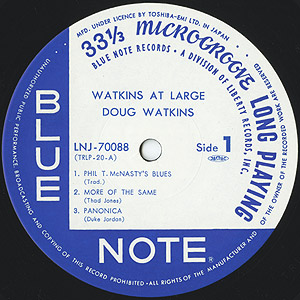 MFD. UNDER LICENCE BY TOSHIBA-EMI LTD. IN JAPAN
33⅓ MICROGROOVE LONG PLAYING
BLUE NOTE RECORDS • A DIVISION OF LIBERTY RECORDS, INC.
WATKINS AT LARGE
DOUG WATKINS
LNJ-70088
(TRLP-20-A)
Side 1
1. PHIL T. McNASTY'S BLUES
(Trad.)
2. MORE OF THE SAME
(Thad Jones)
3. PANONICA
(Duke Jordan)
BLUE
NOTE
UNAUTHORIZED PUBLIC PERFORMANCE, BROADCASTING AND COPYING OF THIS RECORD PROHIBITED • ALL RIGHTS OF THE MANUFACTURER AND OF THE OWNER OF THE RECORDED WORK ARE RESERVED